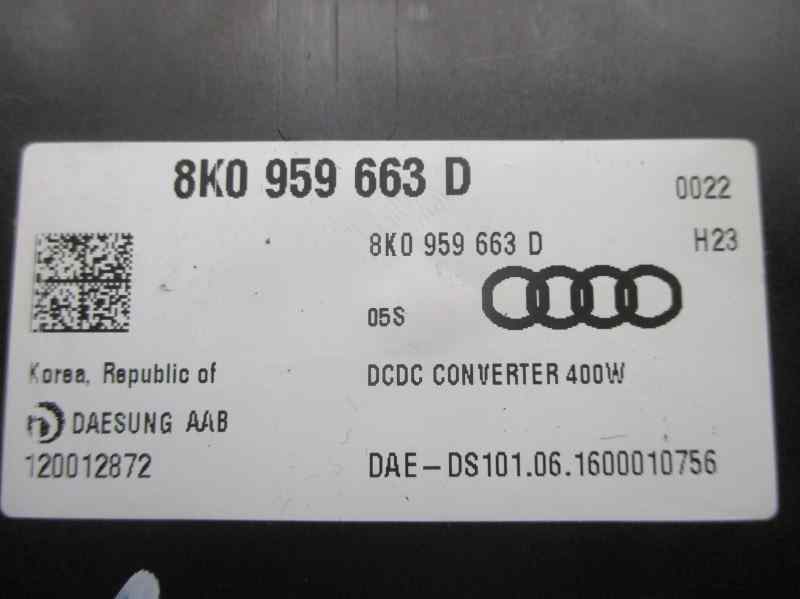 8K0 959 663 D
0022
8K0 959 663 D
H23
05S
Korea, Republic of
DCDC CONVERTER 400W
DAESUNG AAB
120012872
DAE-DS101.06.1600010756